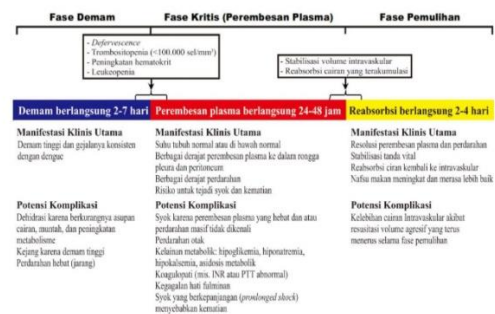 Fase Demam
Fase Kritis (Perembesan Plasma)
Fase Pemulihan
- Defervescence
- Trombositopenia (<100.000 sel/mm³)
- Peningkatan hematokrit
- Leukeopenia
- Stabilisasi volume intravaskular
- Reabsorbsi cairan yang terakumulasi
Demam berlangsung 2-7 hari
Perembesan plasma berlangsung 24-48 jam
Reabsorbsi berlangsung 2-4 hari
Manifestasi Klinis Utama
Demam tinggi dan gejalanya konsisten
dengan dengue
Potensi Komplikasi
Dehidrasi karena berkurangnya asupan
cairan, muntah, dan peningkatan
metabolisme
Kejang karena demam tinggi
Perdarahan hebat (jarang)
Manifestasi Klinis Utama
Suhu tubuh normal atau di bawah normal
Berbagai derajat perembesan plasma ke dalam rongga
pleura dan peritoneum
Berbagai derajat perdarahan
Risiko untuk tejadi syok dan kematian
Potensi Komplikasi
Syok karena perembesan plasma yang hebat dan atau
perdarahan masif tidak dikenali
Perdarahan otak
Kelainan metabolik: hipoglikemia, hiponatremia,
hipokalsemia, asidosis metabolik
Koagulopati (mis. INR atau PTT abnormal)
Kegagalan hati fulminan
Syok yang berkepanjangan (prolonged shock)
menyebabkan kematian
Manifestasi Klinis Utama
Resolusi perembesan plasma dan perdarahan
Stabilisasi tanda vital
Reabsorbsi ciran kembali ke intravaskular
Nafsu makan meningkat dan merasa lebih baik
Potensi Komplikasi
Kelebihan cairan Intravaskular akibat
resusitasi volume agresif yang terus
menerus selama fase pemulihan